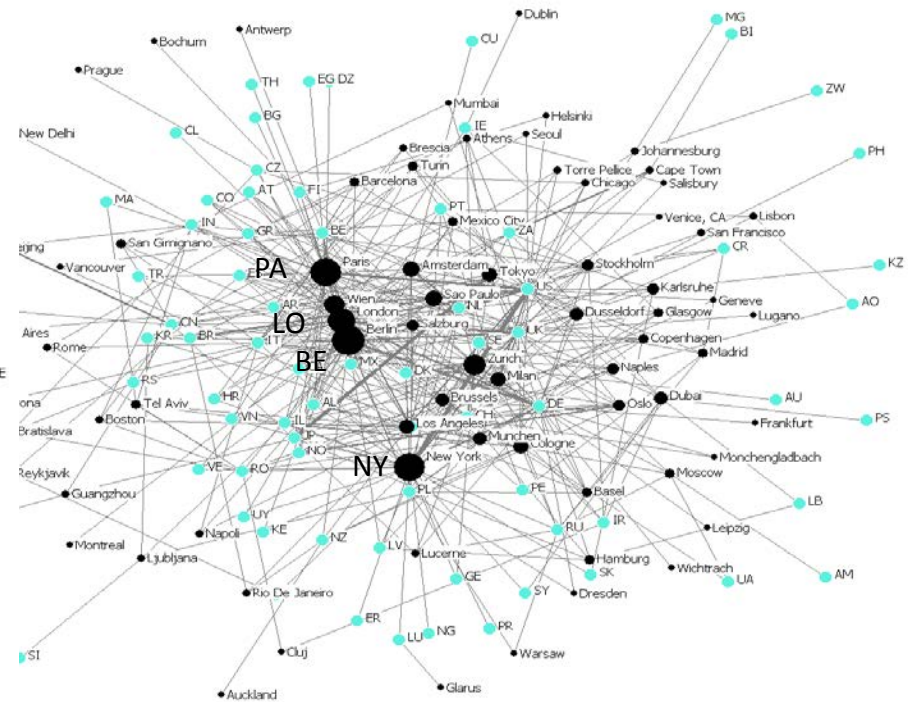 Dublin
MG
Antwerp
BI
Bochum
CU
Prague
TH
EG
DZ
ZW
Mumbai
BG
Helsinki
IE
New Delhi
CL
Athens
Seoul
Brescia
Johannesburg
PH
Turin
CZ
Torre Pellice
Cape Town
Barcelona
Chicago
Salisbury
AT
FI
MA
CO
PT
Mexico City
Venice, CA
Lisbon
IN
GR
BE
ZA
San Francisco
San Gimignano
CR
PA
Paris
Amsterdam
Tokyo
Stockholm
KZ
Vancouver
TR
US
Karlsruhe
Sao Paulo
Geneve
AO
AR
Wien
NL
LO
London
Dusseldorf
Glasgow
Lugano
CN
Salzburg
UK
Aires
Berlin
KR
BR
IT
SE
Copenhagen
Rome
BE
MX
Zurich
Madrid
DK
Milan
Naples
RS
HR
Brussels
Dubai
AU
Tel Aviv
AL
DE
Oslo
Boston
VN
IL
Los Angeles
Frankfurt
PS
Bratislava
JP
Munchen
Cologne
NO
NY
New York
Monchengladbach
Reykjavik
VE
RO
Moscow
Guangzhou
PL
PE
Basel
LB
UY
IR
Napoli
KE
RU
Leipzig
Montreal
NZ
LV
Lucerne
Ljubljana
Hamburg
Wichtrach
SK
AM
GE
UA
Rio De Janeiro
SY
Dresden
ER
LU
NG
PR
SI
Cluj
Warsaw
Auckland
Glarus